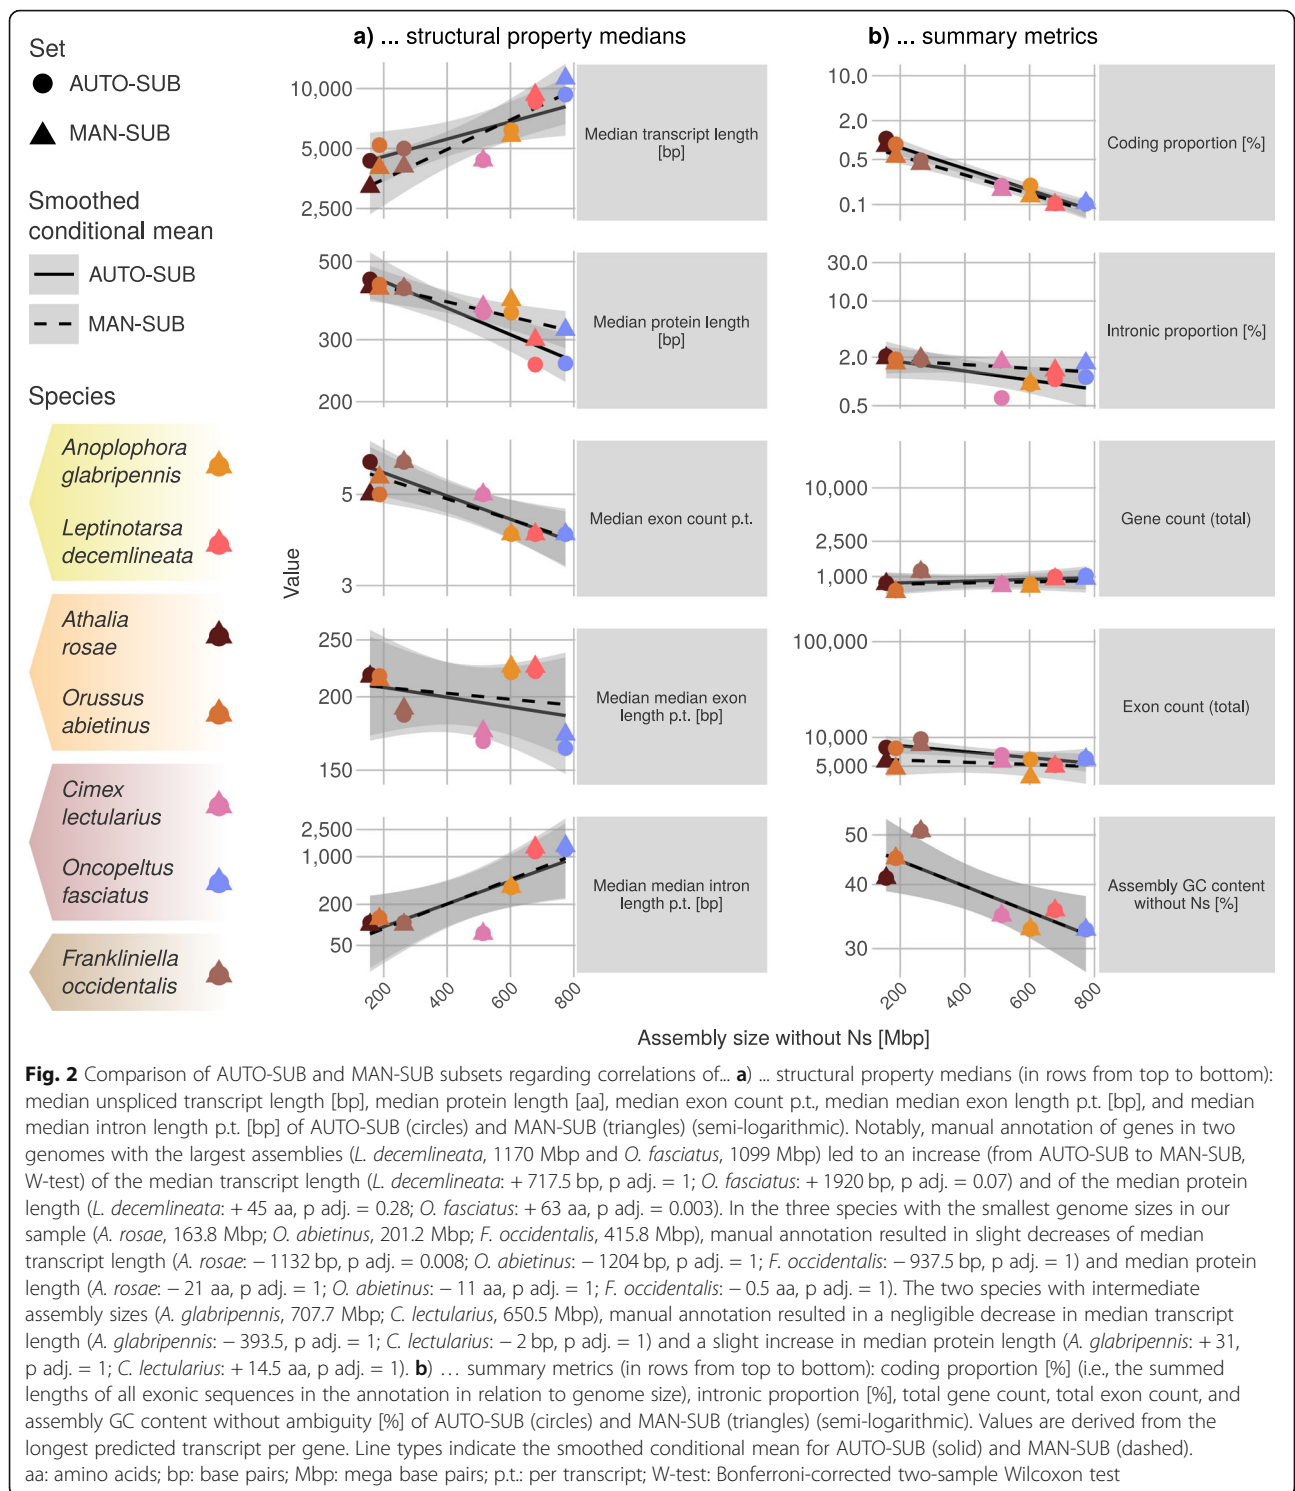 Set
AUTO-SUB
MAN-SUB
Smoothed
conditional mean
AUTO-SUB
MAN-SUB
Species
Anoplophora
glabripennis
Leptinotarsa
decemlineata
Athalia
rosae
Orussus
abietinus
Cimex
lectularius
Oncopeltus
fasciatus
Frankliniella
occidentalis
a) ... structural property medians
Value
10,000
5,000
2,500
Median transcript length
[bp]
500
300
200
Median protein length
[bp]
5
3
Median exon count p.t.
250
200
150
Median median exon
length p.t. [bp]
2,500
1,000
200
50
Median median intron
length p.t. [bp]
200
400
600
800
b) ... summary metrics
10.0
2.0
0.5
0.1
Coding proportion [%]
30.0
10.0
2.0
0.5
Intronic proportion [%]
10,000
2,500
1,000
Gene count (total)
100,000
10,000
5,000
Exon count (total)
50
40
30
Assembly GC content
without Ns [%]
200
400
600
800
Assembly size without Ns [Mbp]
Fig. 2 Comparison of AUTO-SUB and MAN-SUB subsets regarding correlations of... a) ... structural property medians (in rows from top to bottom):
median unspliced transcript length [bp], median protein length [aa], median exon count p.t., median median exon length p.t. [bp], and median
median intron length p.t. [bp] of AUTO-SUB (circles) and MAN-SUB (triangles) (semi-logarithmic). Notably, manual annotation of genes in two
genomes with the largest assemblies (L. decemlineata, 1170 Mbp and O. fasciatus, 1099 Mbp) led to an increase (from AUTO-SUB to MAN-SUB,
W-test) of the median transcript length (L. decemlineata: + 717.5 bp, p adj. = 1; O. fasciatus: + 1920 bp, p adj. = 0.07) and of the median protein
length (L. decemlineata: + 45 aa, p adj. = 0.28; O. fasciatus: + 63 aa, p adj. = 0.003). In the three species with the smallest genome sizes in our
sample (A. rosae, 163.8 Mbp; O. abietinus, 201.2 Mbp; F. occidentalis, 415.8 Mbp), manual annotation resulted in slight decreases of median
transcript length (A. rosae: − 1132 bp, p adj. = 0.008; O. abietinus: − 1204 bp, p adj. = 1; F. occidentalis: − 937.5 bp, p adj. = 1) and median protein
length (A. rosae: − 21 aa, p adj. = 1; O. abietinus: − 11 aa, p adj. = 1; F. occidentalis: − 0.5 aa, p adj. = 1). The two species with intermediate
assembly sizes (A. glabripennis, 707.7 Mbp; C. lectularius, 650.5 Mbp), manual annotation resulted in a negligible decrease in median transcript
length (A. glabripennis: − 393.5, p adj. = 1; C. lectularius: − 2 bp, p adj. = 1) and a slight increase in median protein length (A. glabripennis: + 31,
p adj. = 1; C. lectularius: + 14.5 aa, p adj. = 1). b) … summary metrics (in rows from top to bottom): coding proportion [%] (i.e., the summed
lengths of all exonic sequences in the annotation in relation to genome size), intronic proportion [%], total gene count, total exon count, and
assembly GC content without ambiguity [%] of AUTO-SUB (circles) and MAN-SUB (triangles) (semi-logarithmic). Values are derived from the
longest predicted transcript per gene. Line types indicate the smoothed conditional mean for AUTO-SUB (solid) and MAN-SUB (dashed).
aa: amino acids; bp: base pairs; Mbp: mega base pairs; p.t.: per transcript; W-test: Bonferroni-corrected two-sample Wilcoxon test